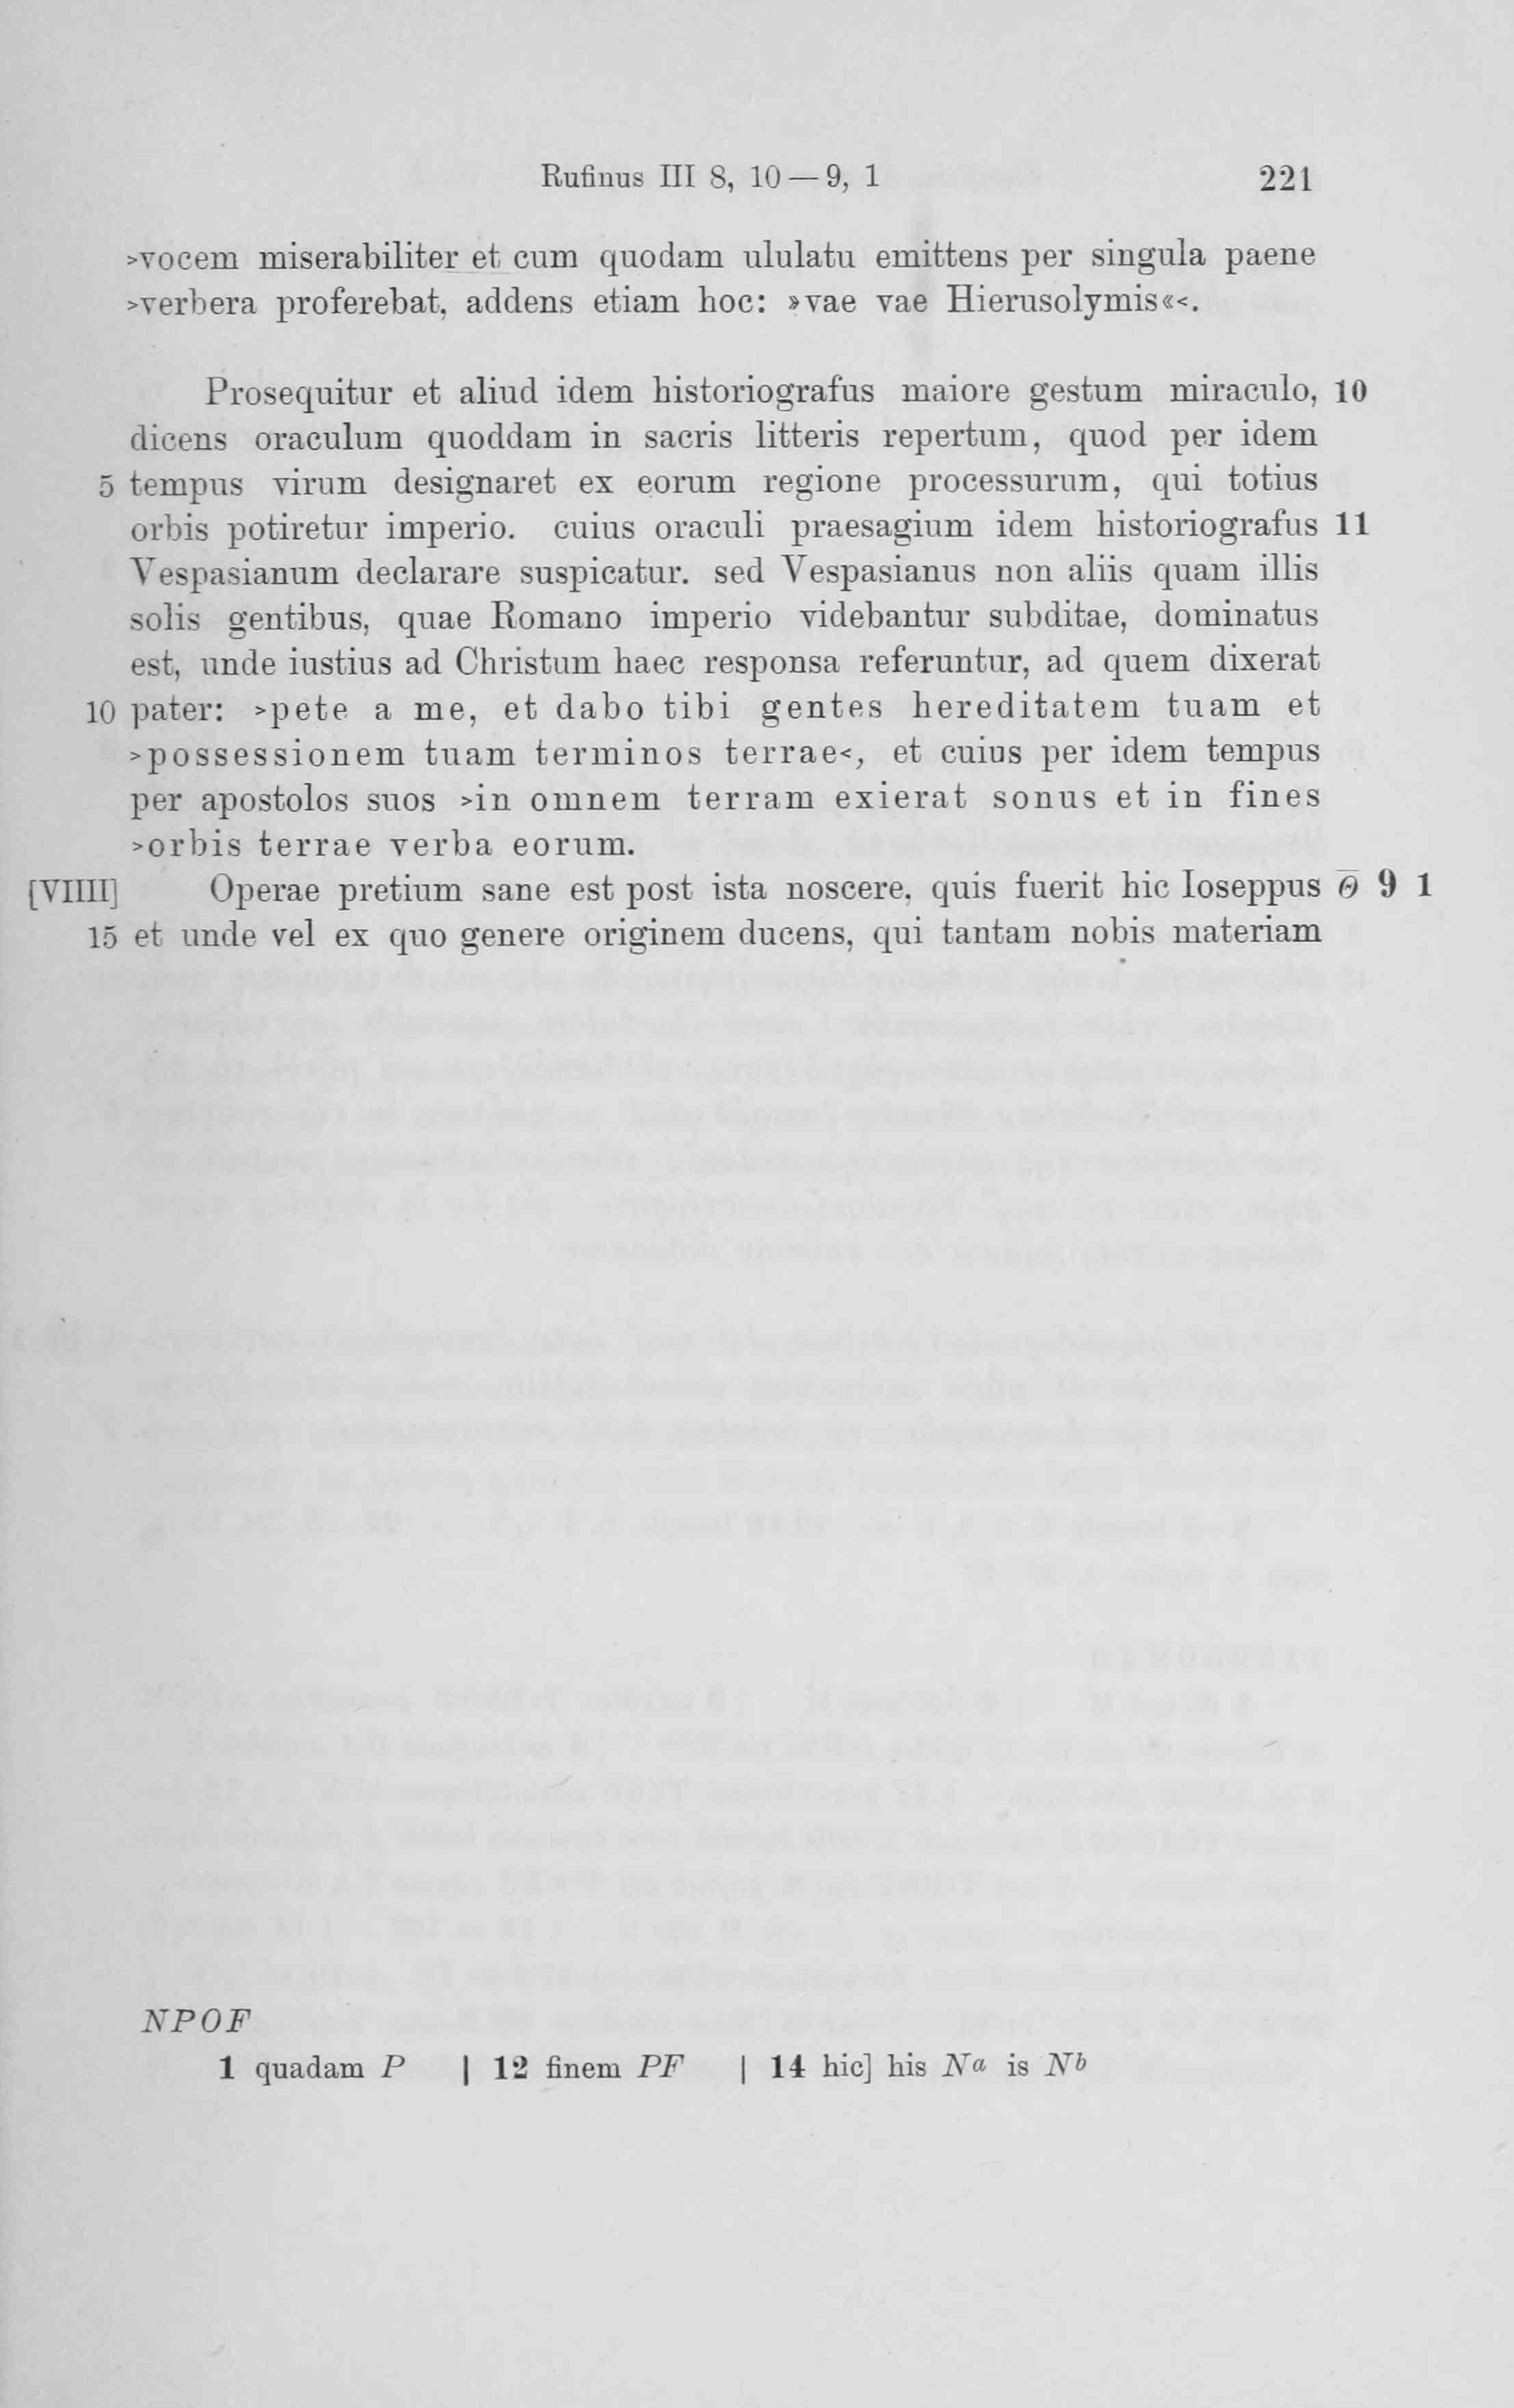 Rufinus III 8, 10 — 9, 1 221
>vocem miserabiliter et cum quodam ululatu emittens per singula paene
>verbera proferebat, addens etiam hoc: »vae vae Hierusolymis«<.
Prosequitur et aliud idem historiografus maiore gestum miraculo, 10
dicens oraculum quoddam in sacris litteris repertum, quod per idem
5 tempus virum designaret ex eorum regione processurum, qui totius
orbis potiretur imperio. cuius oraculi praesagium idem historiografus 11
Vespasianum declarare suspicatur. sed Vespasianus non aliis quam illis
solis gentibus, quae Romano imperio videbantur subditae, dominatus
est, unde iustius ad Christum haec responsa referuntur, ad quem dixerat
10 pater: >pete a me, et dabo tibi gentes hereditatem tuam et
>possessionem tuam terminos terrae<, et cuius per idem tempus
per apostolos suos >in omnem terram exierat sonus et in fines
>orbis terrae verba eorum.
[VIIII] Operae pretium sane est post ista noscere, quis fuerit hic Ioseppus Θ̅ 9 1
15 et unde vel ex quo genere originem ducens, qui tantam nobis materiam
NPOF
1 quadam P | 12 finem PF | 14 hic] his Na is Nb